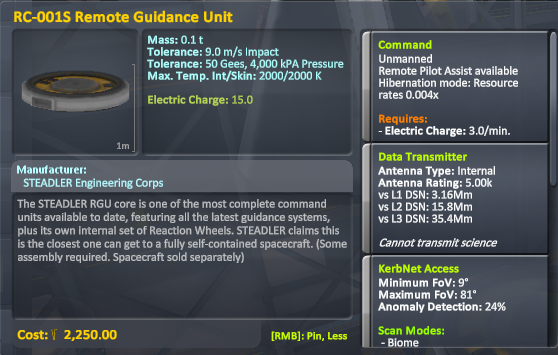 RC-001S Remote Guidance Unit
1m
Mass: 0.1 t
Tolerance: 9.0 m/s Impact
Tolerance: 50 Gees, 4,000 kPa Pressure
Max. Temp. Int/Skin: 2000/2000 K
Electric Charge: 15.0
Manufacturer:
STEADLER Engineering Corps
The STEADLER RGU core is one of the most complete command
units available to date, featuring all the latest guidance systems,
plus its own internal set of Reaction Wheels. STEADLER claims this
is the closest one can get to a fully self-contained spacecraft. (Some
assembly required. Spacecraft sold separately)
Cost: 2,250.00
[RMB]: Pin, Less
Command
Unmanned
Remote Pilot Assist available
Hibernation mode: Resource
rates 0.004x
Requires:
- Electric Charge: 3.0/min.
Data Transmitter
Antenna Type: Internal
Antenna Rating: 5.00k
vs L1 DSN: 3.16Mm
vs L2 DSN: 15.8Mm
vs L3 DSN: 35.4Mm
Cannot transmit science
KerbNet Access
Minimum FoV: 9°
Maximum FoV: 81°
Anomaly Detection: 24%
Scan Modes:
- Biome